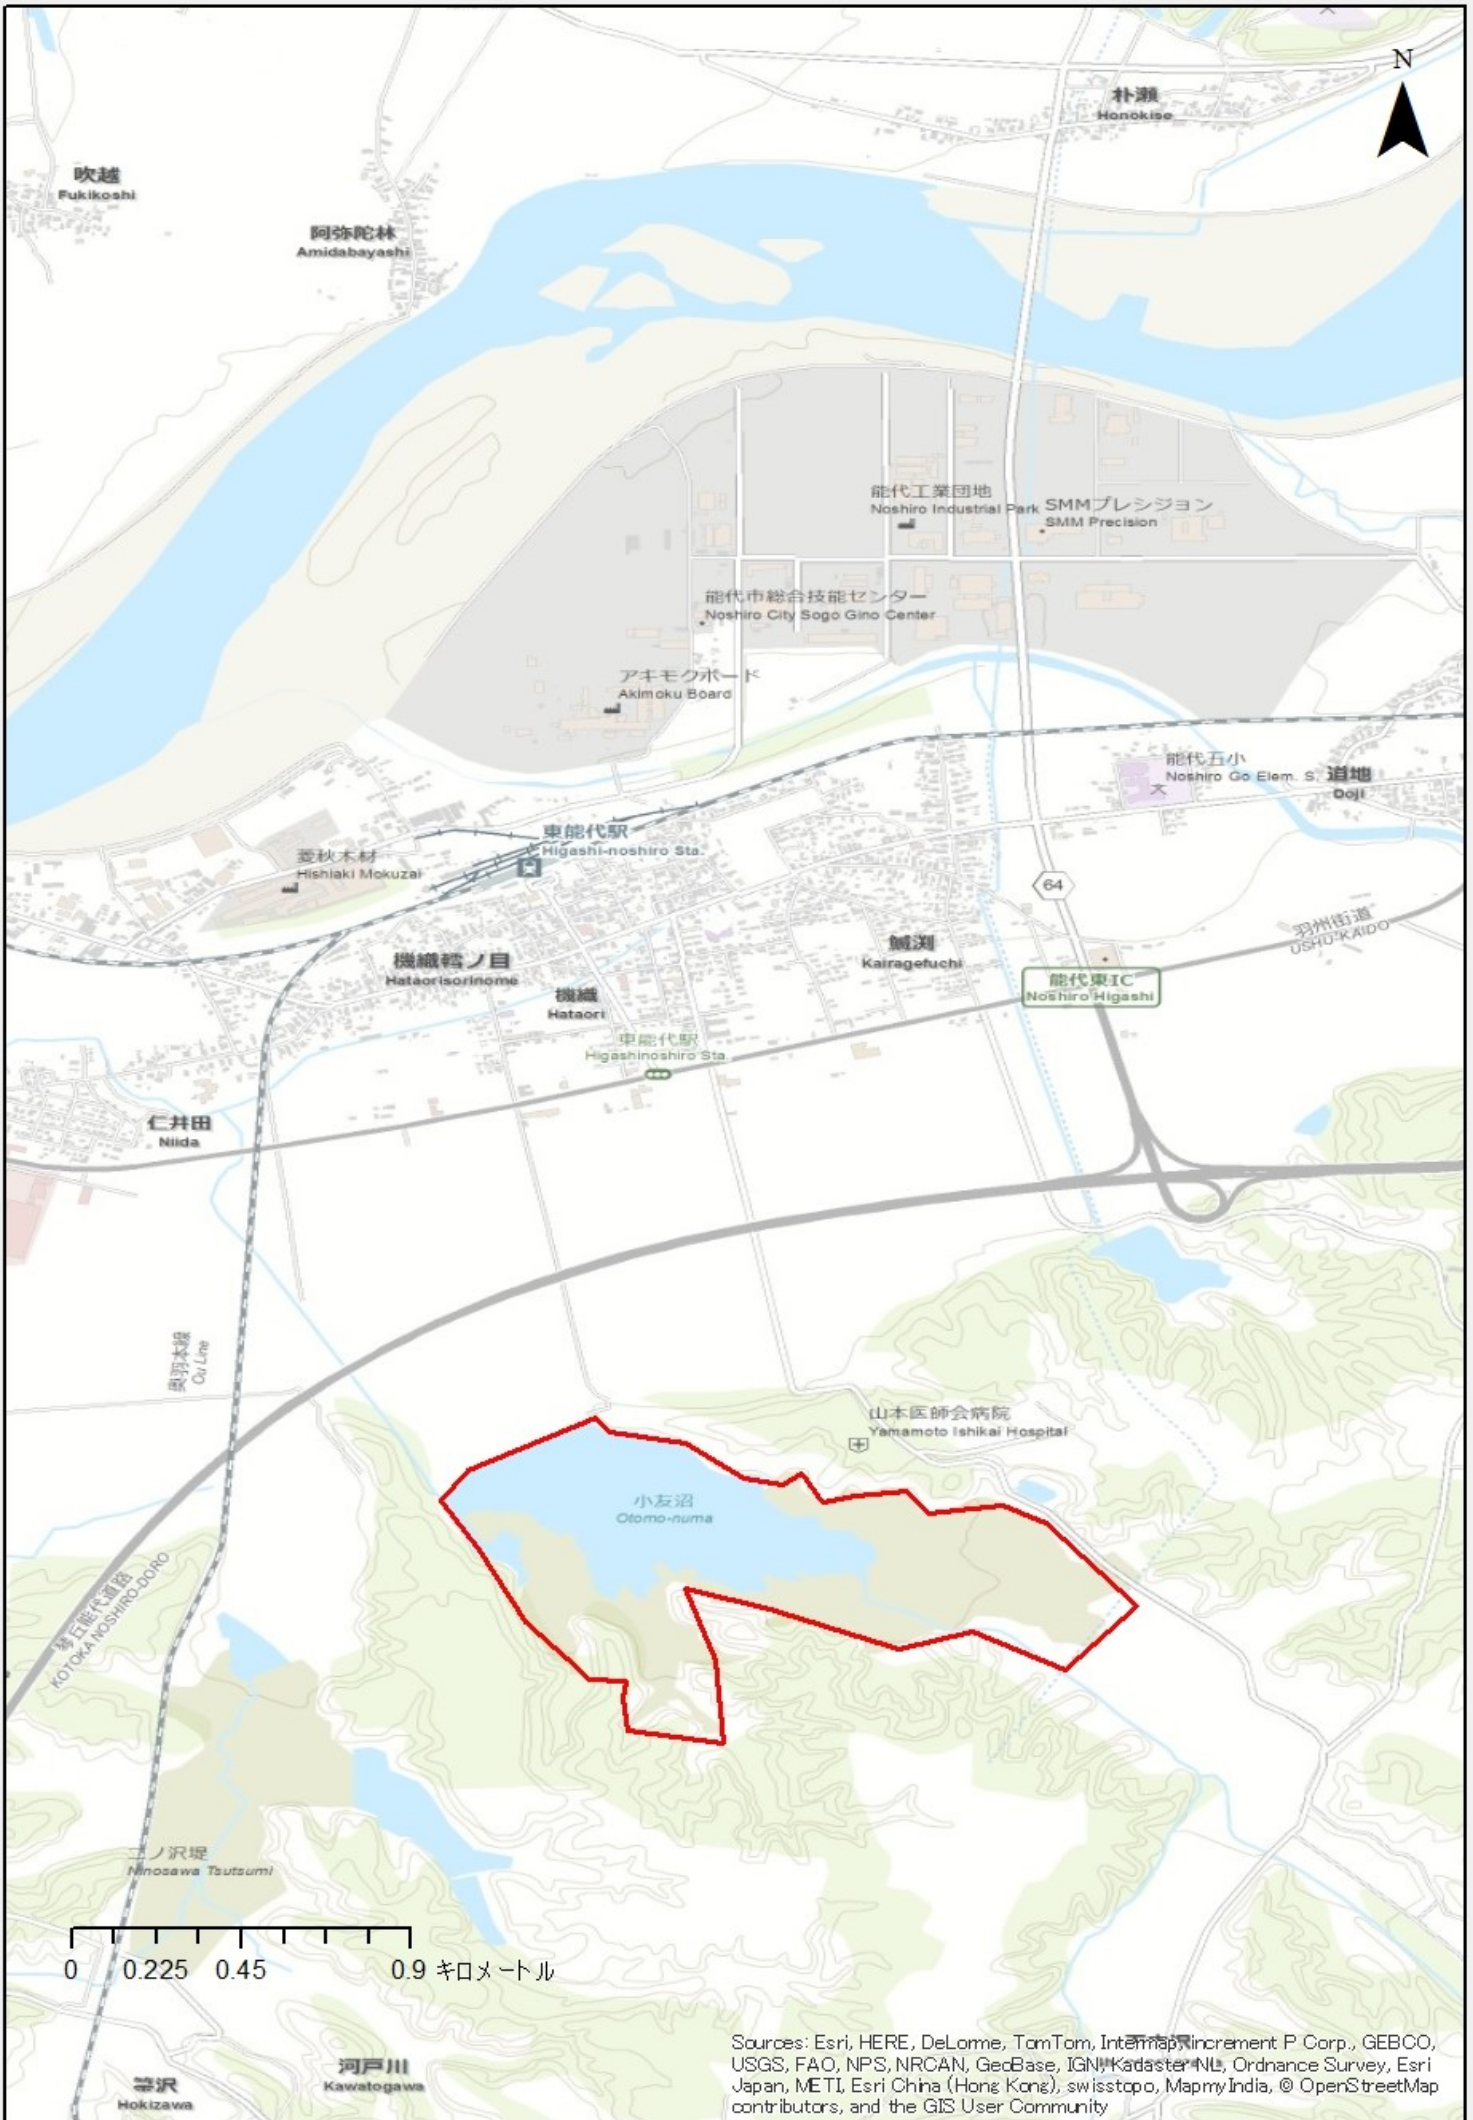 N
朴瀬
Honokise
吹越
Fukikoshi
阿弥陀林
Amidabayashi
能代工業団地
Noshiro Industrial Park
SMMプレシジョン
SMM Precision
能代市総合技能センター
Noshiro City Sogo Gino Center
アキモクボード
Akimoku Board
能代五小
Noshiro Go Elem. S.
道地
Doji
東能代駅
Higashi-noshiro Sta.
菱秋木材
Hishiaki Mokuzai
64
羽州街道
USHU-KAIDO
鰄渕
Kairagefuchi
機織轌ノ目
Hataorisorinome
能代東IC
Noshiro Higashi
機織
Hataori
東能代駅
Higashinoshiro Sta.
仁井田
Niida
奥羽本線
Ou Line
山本医師会病院
Yamamoto Ishikai Hospital
小友沼
Otomo-numa
琴丘能代道路
KOTOKA NOSHIRO-DORO
二ノ沢堤
Ninosawa Tsutsumi
0 0.225 0.45 0.9 キロメートル
河戸川
Kawatogawa
Hokizawa
Sources: Esri, HERE, DeLorme, TomTom, Intermap, increment P Corp., GEBCO,
USGS, FAO, NPS, NRCAN, GeoBase, IGN, Kadaster NL, Ordnance Survey, Esri
Japan, METI, Esri China (Hong Kong), swisstopo, MapmyIndia, © OpenStreetMap
contributors, and the GIS User Community